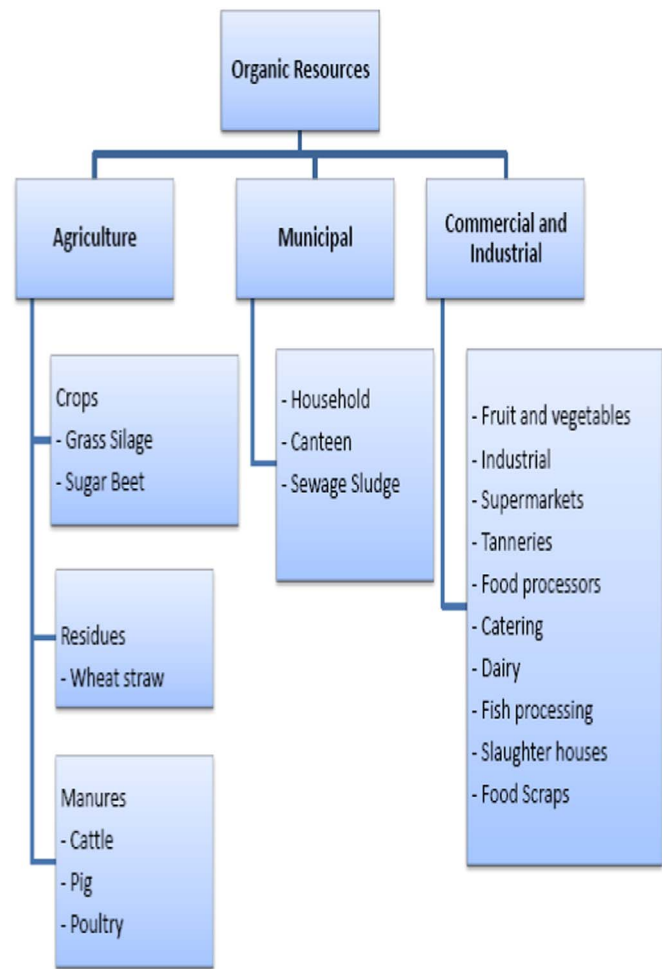 Organic Resources
Agriculture
Municipal
Commercial and
Industrial
Crops
- Grass Silage
- Sugar Beet
Residues
- Wheat straw
Manures
- Cattle
- Pig
- Poultry
- Household
- Canteen
- Sewage Sludge
- Fruit and vegetables
- Industrial
- Supermarkets
- Tanneries
- Food processors
- Catering
- Dairy
- Fish processing
- Slaughter houses
- Food Scraps